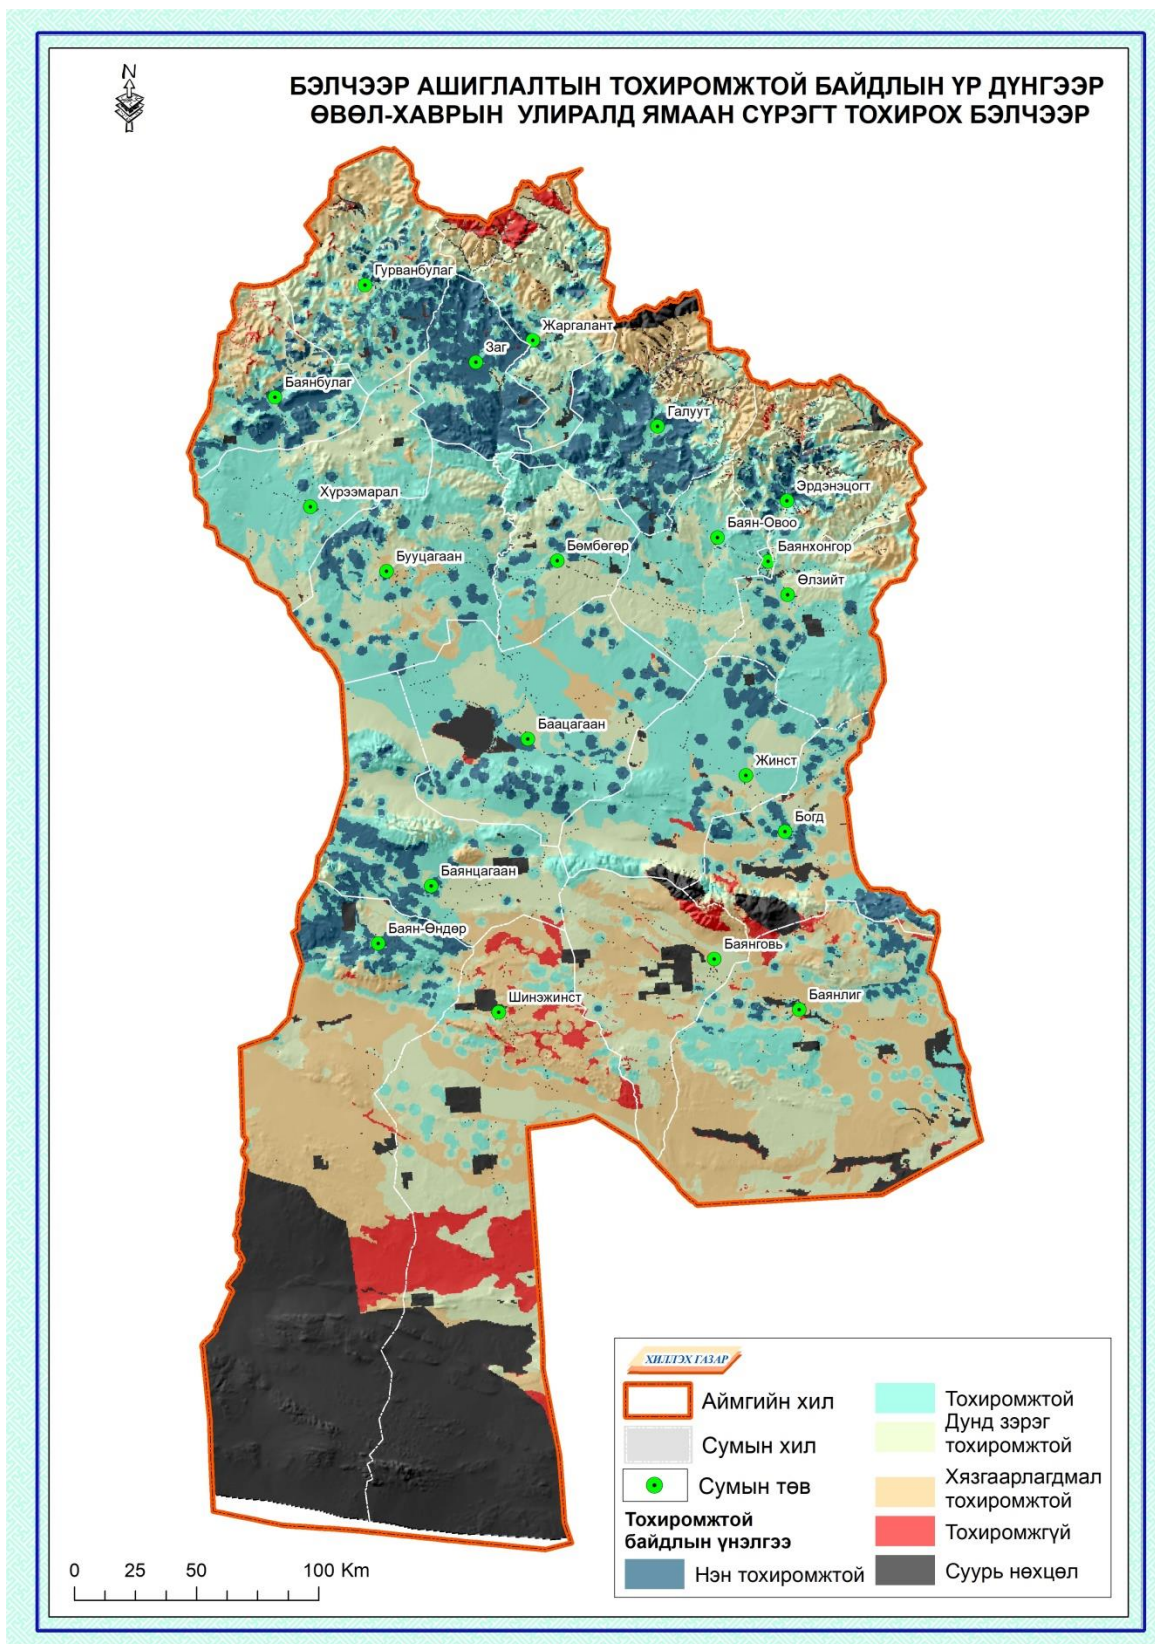 N
БЭЛЧЭЭР АШИГЛАЛТЫН ТОХИРОМЖТОЙ БАЙДЛЫН ҮР ДҮНГЭЭР
ӨВӨЛ-ХАВРЫН УЛИРАЛД ЯМААН СҮРЭГТ ТОХИРОХ БЭЛЧЭЭР
Гурванбулаг
Жаргалант
Заг
Баянбулаг
Галуут
Хүрээмарал
Эрдэнэцогт
Баян-Овоо
Бууцагаан
Бөмбөгөр
Баянхонгор
Өлзийт
Баацагаан
Жинст
Богд
Баянцагаан
Баян-Өндөр
Баянговь
Шинэжинст
Баянлиг
ХИЛЛЭХ ГАЗАР
Аймгийн хил
Сумын хил
Сумын төв
Тохиромжтой
байдлын үнэлгээ
Нэн тохиромжтой
Тохиромжтой
Дунд зэрэг
тохиромжтой
Хязгаарлагдмал
тохиромжтой
Тохиромжгүй
Суурь нөхцөл
0 25 50 100 Km